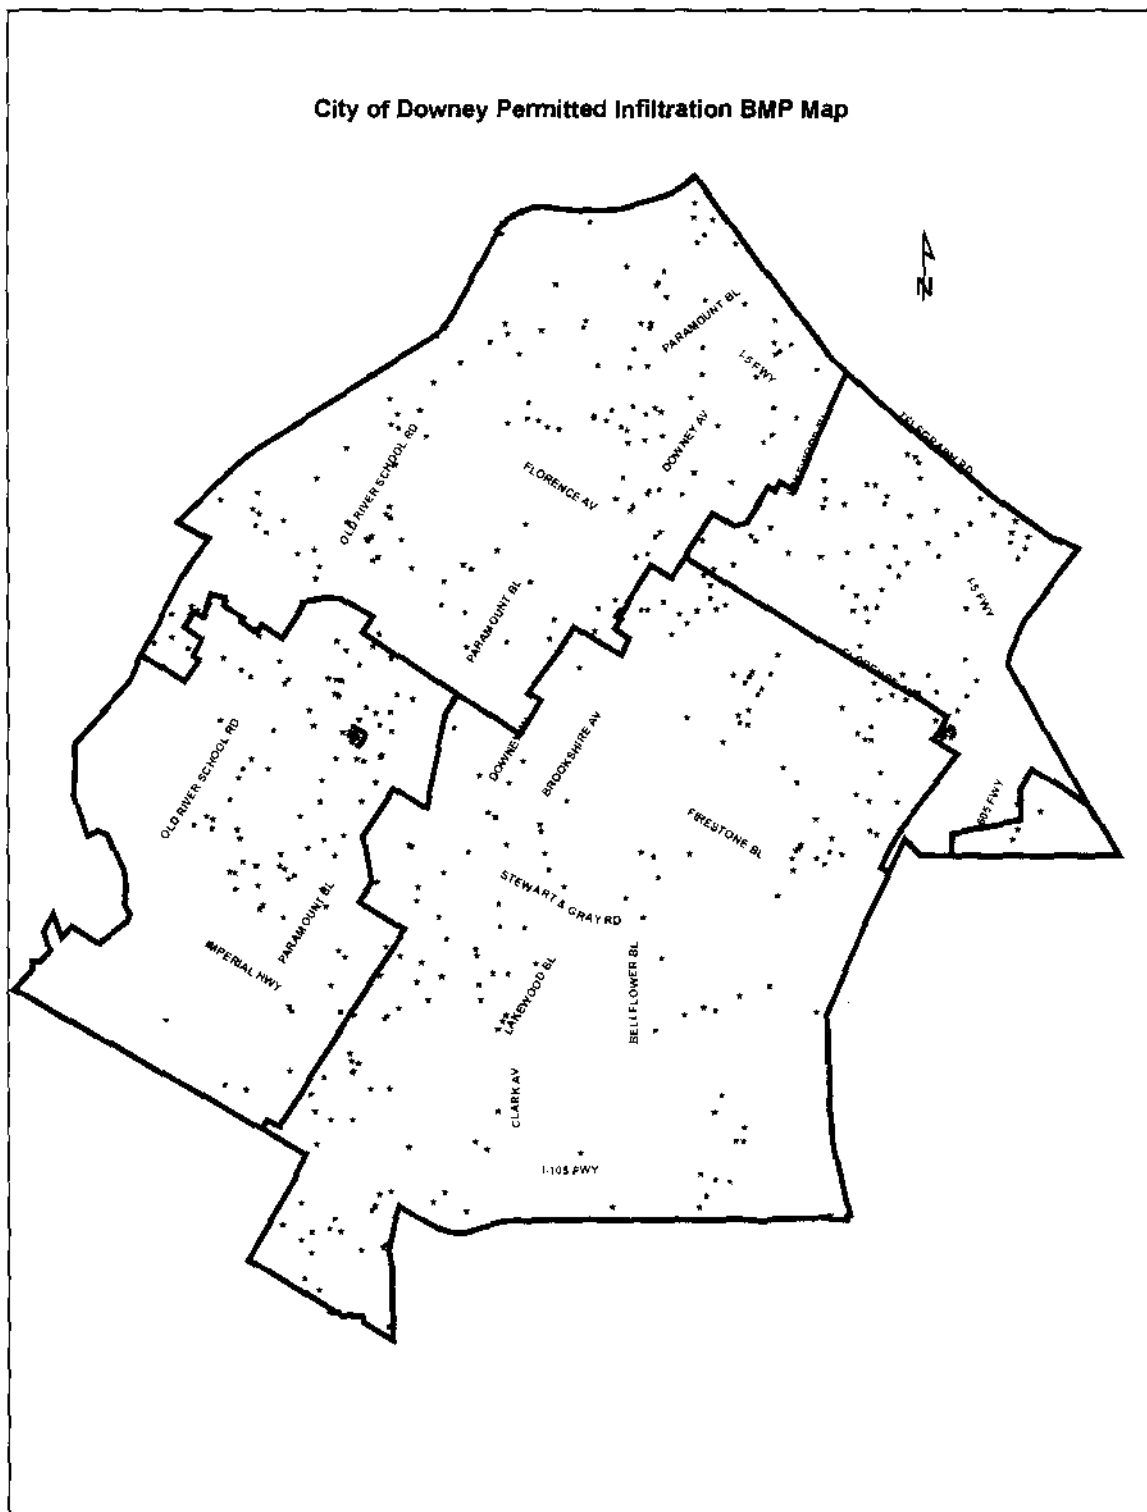 City of Downey Permitted Infiltration BMP Map
N
PARAMOUNT BL
I-5 FWY
TELEGRAPH RD
DOWNEY AV
OLD RIVER SCHOOL RD
FLORENCE AV
PARAMOUNT BL
I-5 FWY
OLD RIVER SCHOOL RD
BROOKSHIRE AV
605 FWY
FIRESTONE BL
STEWART & GRAY RD
PARAMOUNT BL
IMPERIAL HWY
LAKEWOOD BL
BELLFLOWER BL
CLARK AV
I-105 FWY